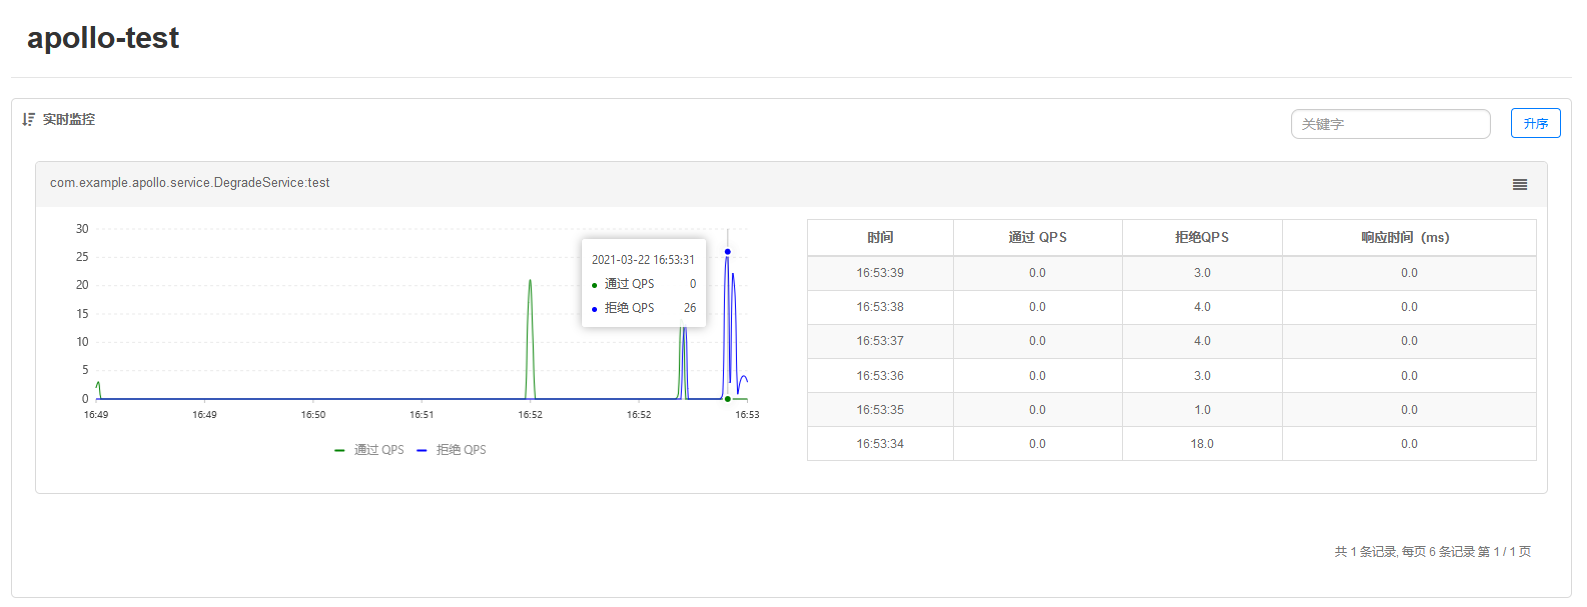 apollo-test
实时监控
关键字
升序
com.example.apollo.service.DegradeService:test
30
25
20
15
10
5
0
16:49 16:49 16:50 16:51 16:52 16:52 16:53
2021-03-22 16:53:31
通过 QPS 0
拒绝 QPS 26
通过 QPS 拒绝 QPS
时间 通过 QPS 拒绝QPS 响应时间 (ms)
16:53:39 0.0 3.0 0.0
16:53:38 0.0 4.0 0.0
16:53:37 0.0 4.0 0.0
16:53:36 0.0 3.0 0.0
16:53:35 0.0 1.0 0.0
16:53:34 0.0 18.0 0.0
共 1 条记录, 每页 6 条记录 第 1 / 1 页